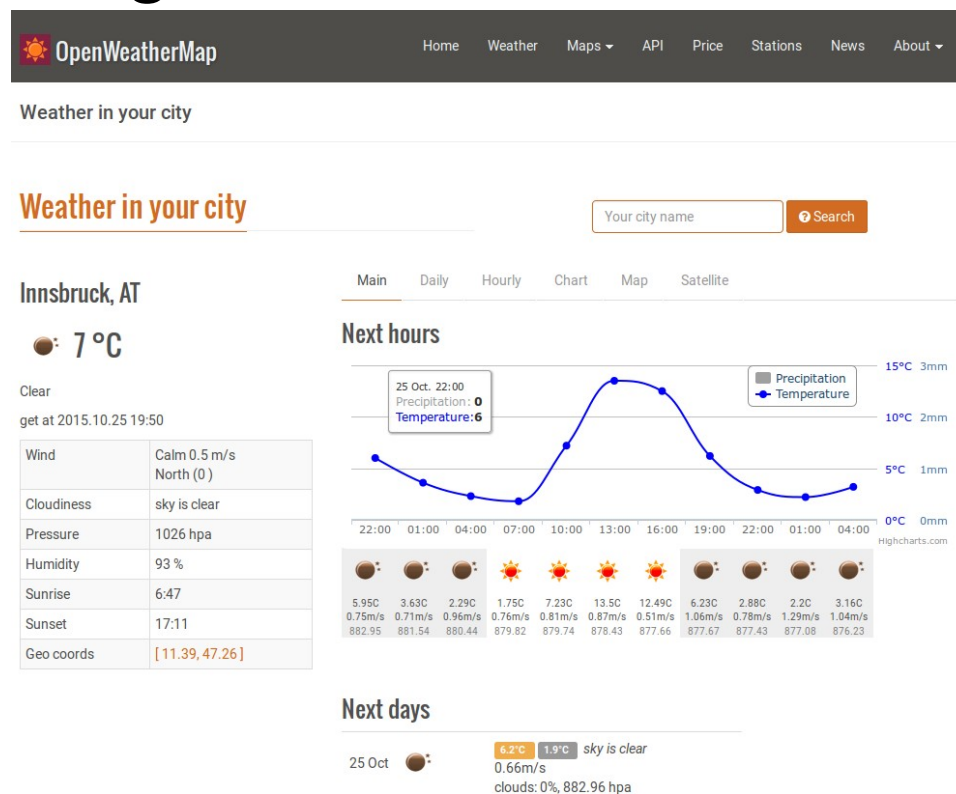 OpenWeatherMap
Home Weather Maps API Price Stations News About
Weather in your city
Weather in your city
Your city name
Search
Innsbruck, AT
7 °C
Clear
get at 2015.10.25 19:50
Wind Calm 0.5 m/s
North (0 )
Cloudiness sky is clear
Pressure 1026 hpa
Humidity 93 %
Sunrise 6:47
Sunset 17:11
Geo coords [ 11.39, 47.26 ]
Main Daily Hourly Chart Map Satellite
Next hours
25 Oct. 22:00
Precipitation: 0
Temperature:6
Precipitation
Temperature
15°C 3mm
10°C 2mm
5°C 1mm
0°C 0mm
22:00 01:00 04:00 07:00 10:00 13:00 16:00 19:00 22:00 01:00 04:00
Highcharts.com
5.95C 3.63C 2.29C 1.75C 7.23C 13.5C 12.49C 6.23C 2.88C 2.2C 3.16C
0.75m/s 0.71m/s 0.96m/s 0.76m/s 0.81m/s 0.87m/s 0.51m/s 1.06m/s 0.78m/s 1.29m/s 1.04m/s
882.95 881.54 880.44 879.82 879.74 878.43 877.66 877.67 877.43 877.08 876.23
Next days
25 Oct
6.2°C 1.9°C sky is clear
0.66m/s
clouds: 0%, 882.96 hpa